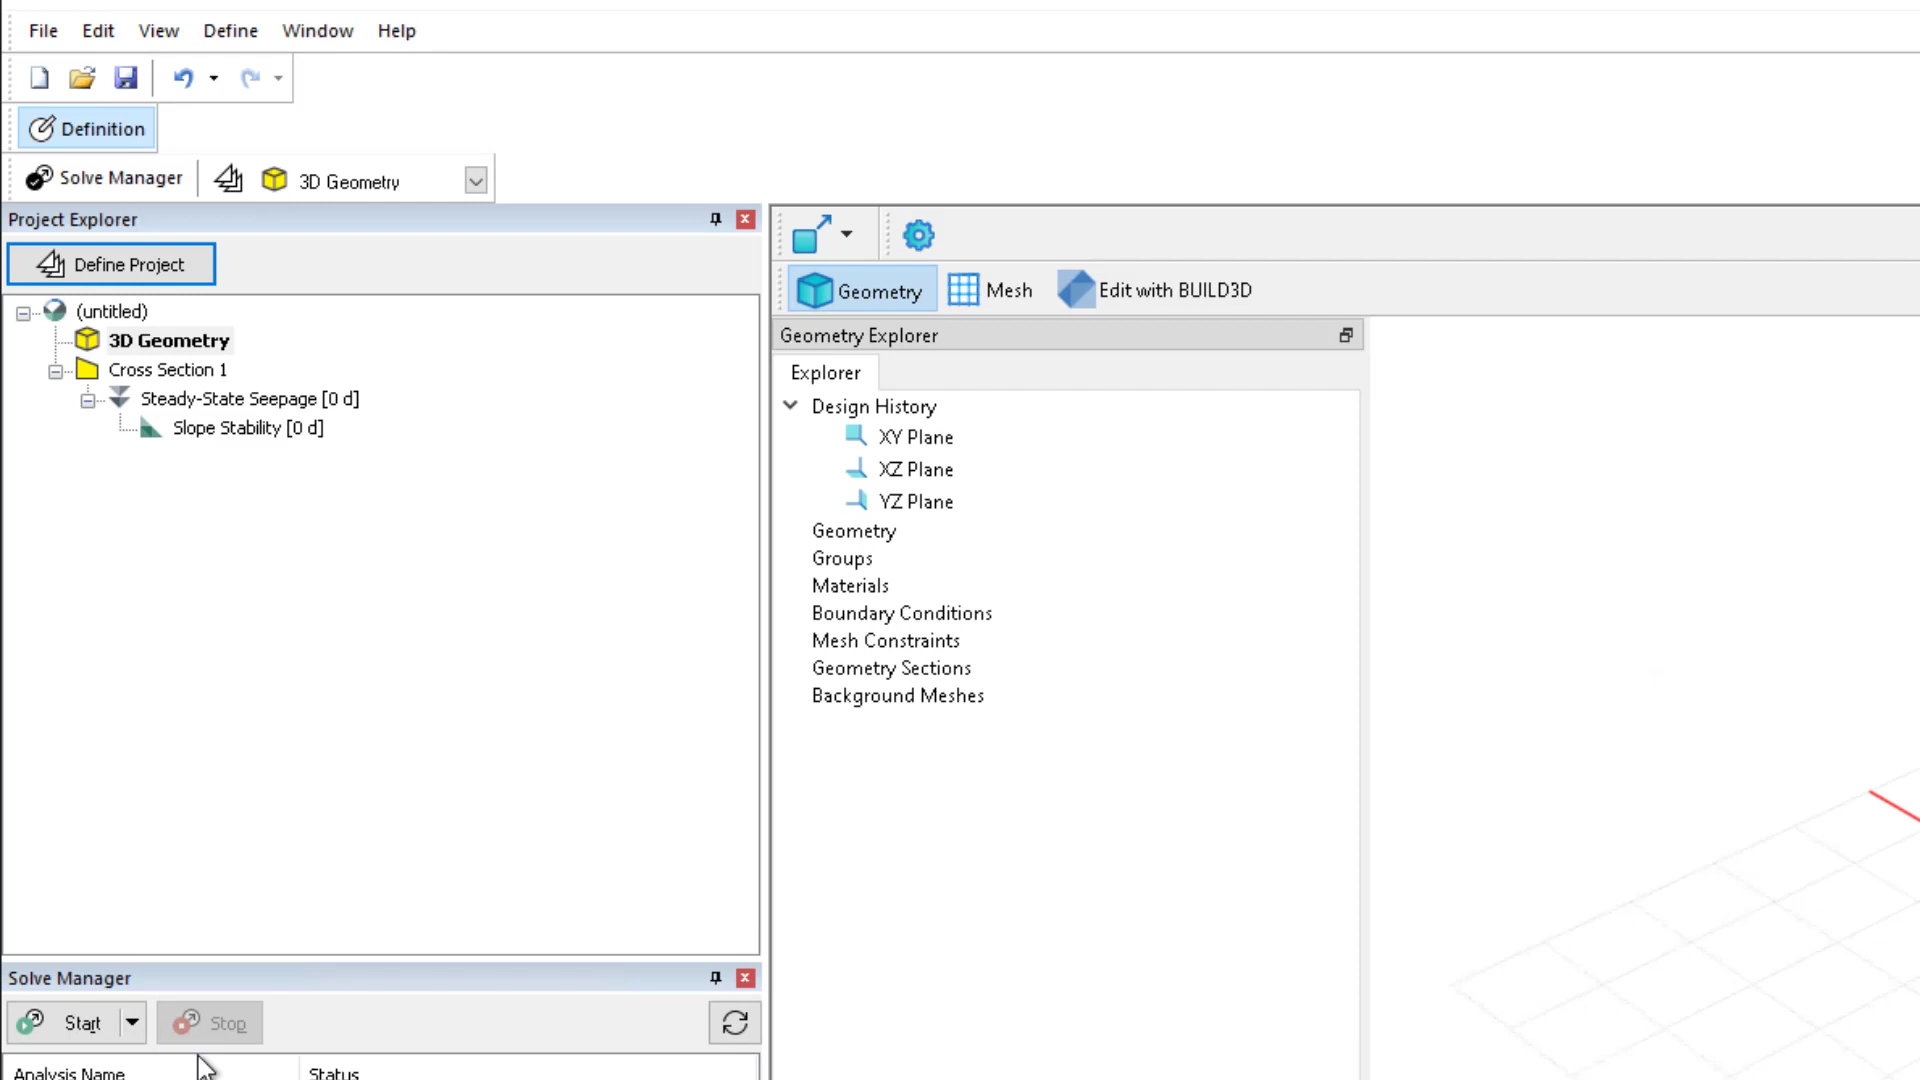 File Edit View Define Window Help
Definition
Solve Manager 3D Geometry
Project Explorer
Define Project
(untitled)
3D Geometry
Cross Section 1
Steady-State Seepage [0 d]
Slope Stability [0 d]
Solve Manager
Start Stop
Analysis Name Status
Geometry Mesh Edit with BUILD3D
Geometry Explorer
Explorer
Design History
XY Plane
XZ Plane
YZ Plane
Geometry
Groups
Materials
Boundary Conditions
Mesh Constraints
Geometry Sections
Background Meshes